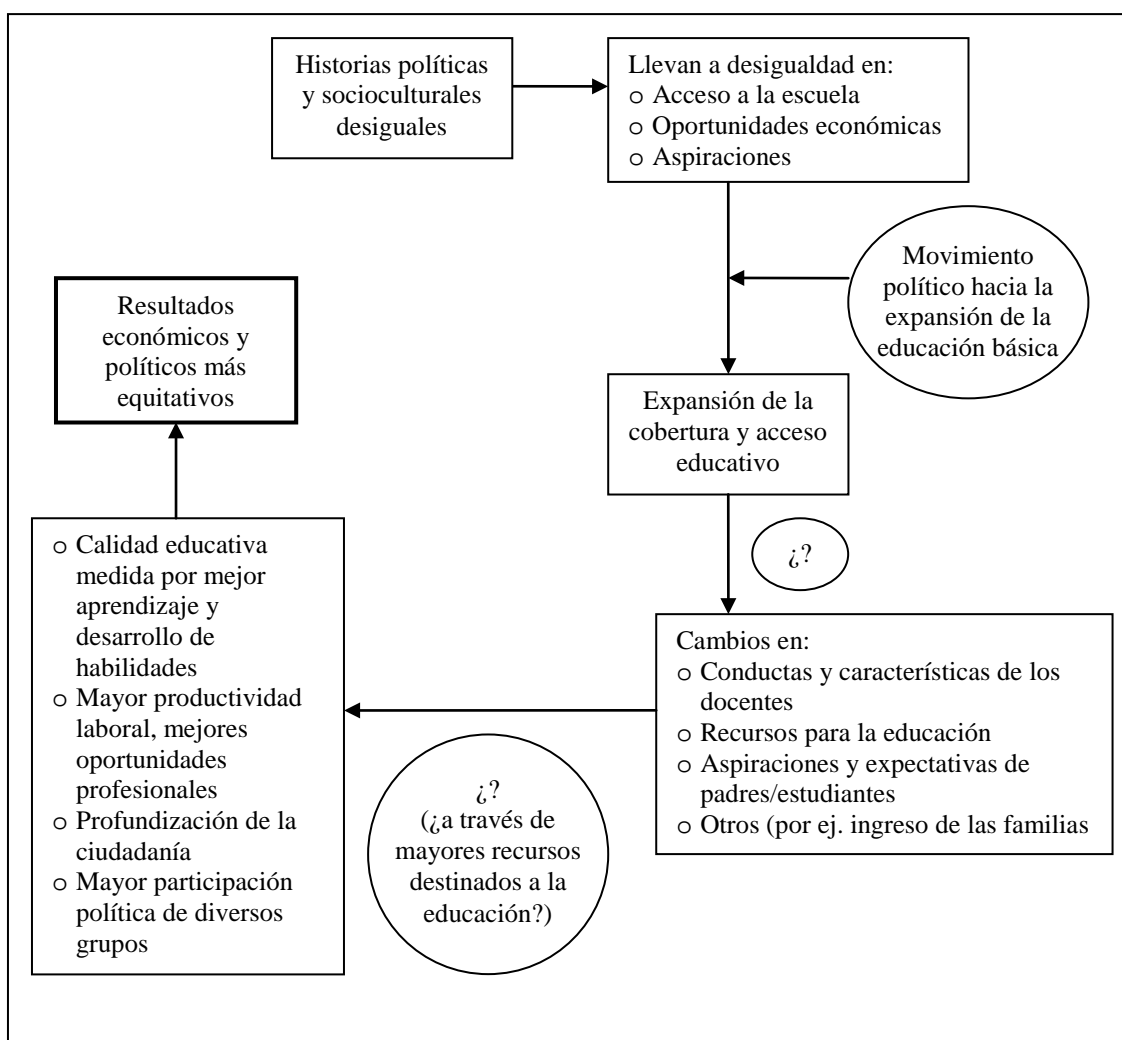 Historias políticas
y socioculturales
desiguales
Llevan a desigualdad en:
o Acceso a la escuela
o Oportunidades económicas
o Aspiraciones
Movimiento
político hacia la
expansión de la
educación básica
Expansión de la
cobertura y acceso
educativo
¿?
Cambios en:
o Conductas y características de los
docentes
o Recursos para la educación
o Aspiraciones y expectativas de
padres/estudiantes
o Otros (por ej. ingreso de las familias
¿?
(¿a través de
mayores recursos
destinados a la
educación?)
o Calidad educativa
medida por mejor
aprendizaje y
desarrollo de
habilidades
o Mayor productividad
laboral, mejores
oportunidades
profesionales
o Profundización de la
ciudadanía
o Mayor participación
política de diversos
grupos
Resultados
económicos y
políticos más
equitativos